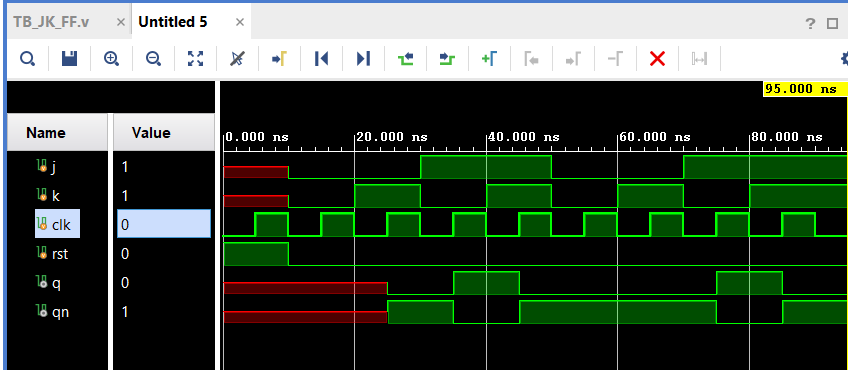 TB_JK_FF.v × Untitled 5 ×
?
95.000 ns
Name Value 0.000 ns 20.000 ns 40.000 ns 60.000 ns 80.000 ns
j 1
k 1
clk 0
rst 0
q 0
qn 1